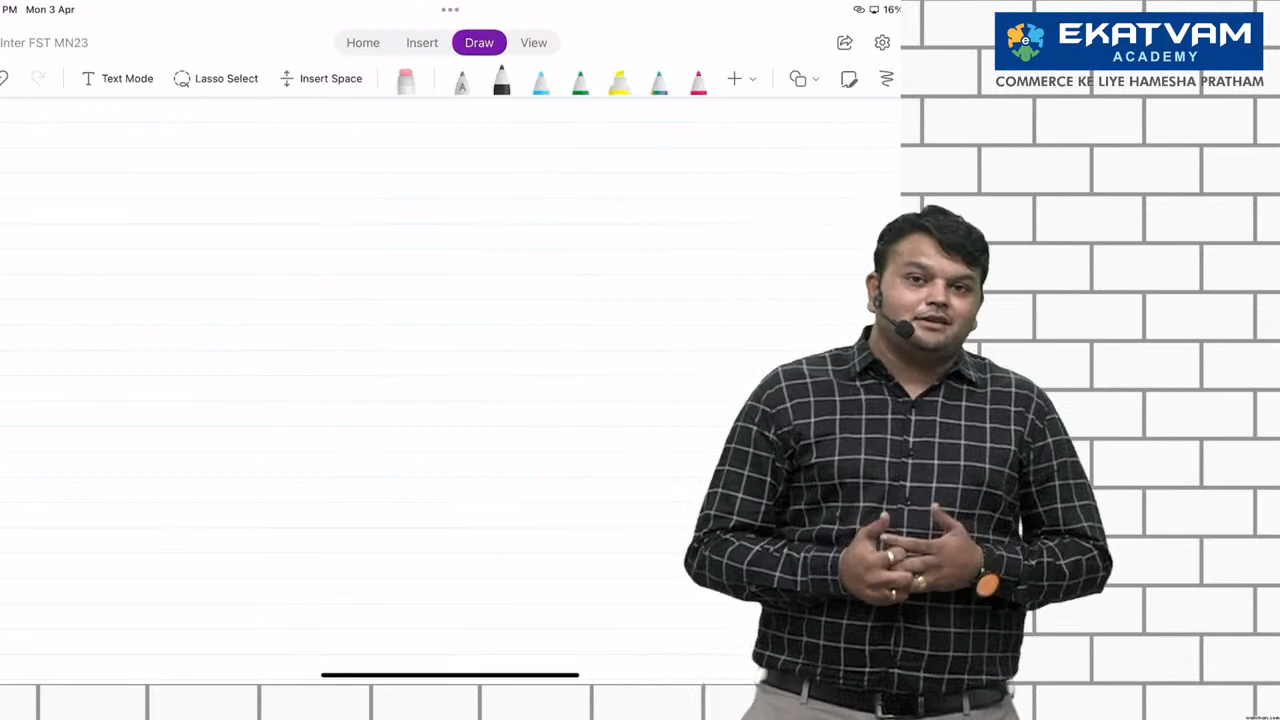 PM Mon 3 Apr
16%
Inter FST MN23
Home Insert Draw View
Text Mode Lasso Select Insert Space
EKATVAM
ACADEMY
COMMERCE KE LIYE HAMESHA PRATHAM